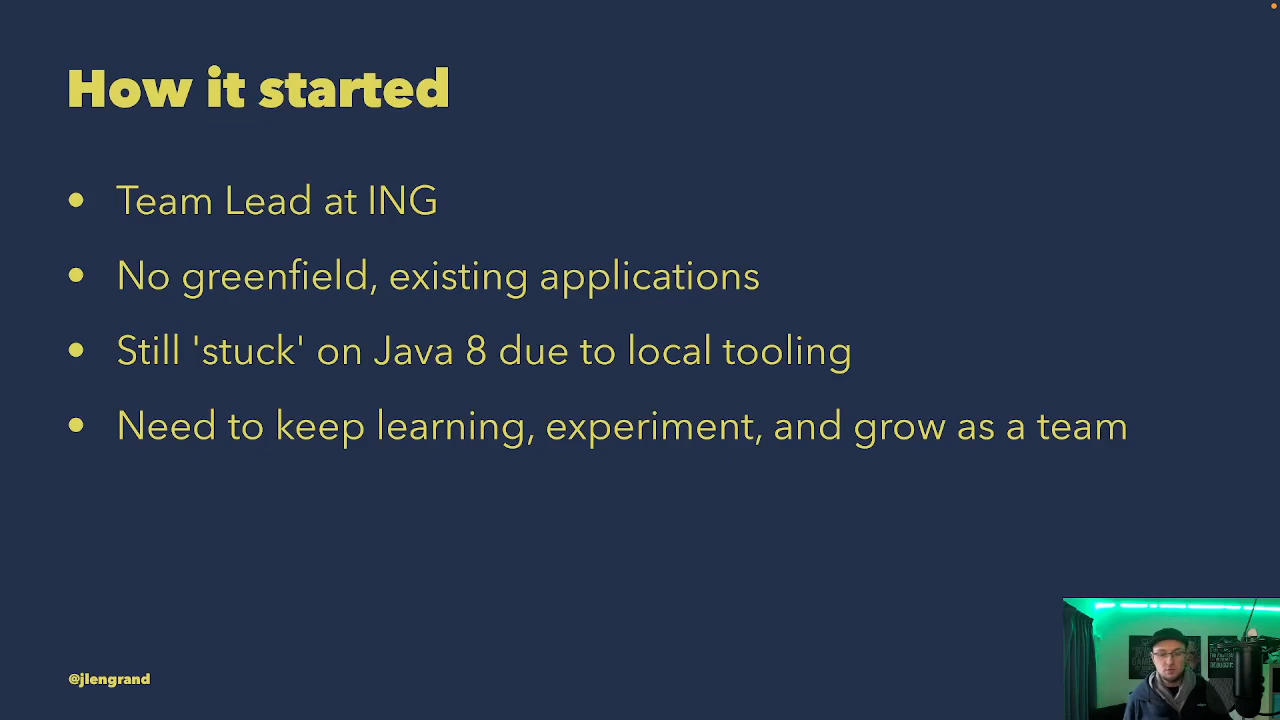 How it started
• Team Lead at ING
• No greenfield, existing applications
• Still 'stuck' on Java 8 due to local tooling
• Need to keep learning, experiment, and grow as a team
@jlengrand